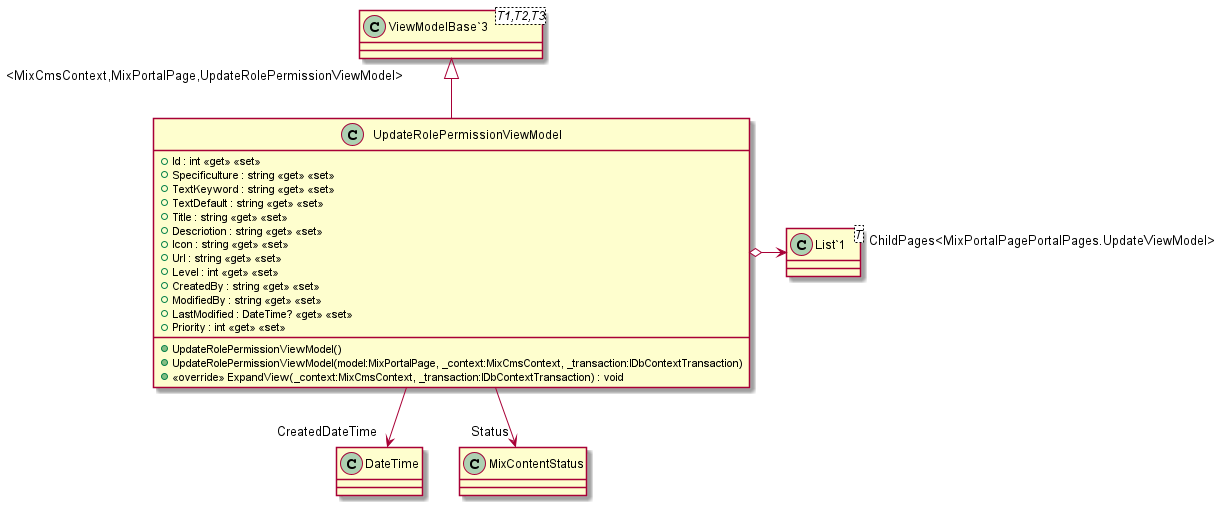 C ViewModelBase`3 T1,T2,T3
<MixCmsContext,MixPortalPage,UpdateRolePermissionViewModel>
C UpdateRolePermissionViewModel
Id : int «get» «set»
Specificulture : string «get» «set»
TextKeyword : string «get» «set»
TextDefault : string «get» «set»
Title : string «get» «set»
Descriotion : string «get» «set»
Icon : string «get» «set»
Url : string «get» «set»
Level : int «get» «set»
CreatedBy : string «get» «set»
ModifiedBy : string «get» «set»
LastModified : DateTime? «get» «set»
Priority : int «get» «set»
UpdateRolePermissionViewModel()
UpdateRolePermissionViewModel(model:MixPortalPage, _context:MixCmsContext, _transaction:IDbContextTransaction)
«override» ExpandView(_context:MixCmsContext, _transaction:IDbContextTransaction) : void
C List`1 T
ChildPages<MixPortalPagePortalPages.UpdateViewModel>
CreatedDateTime
Status
C DateTime
C MixContentStatus